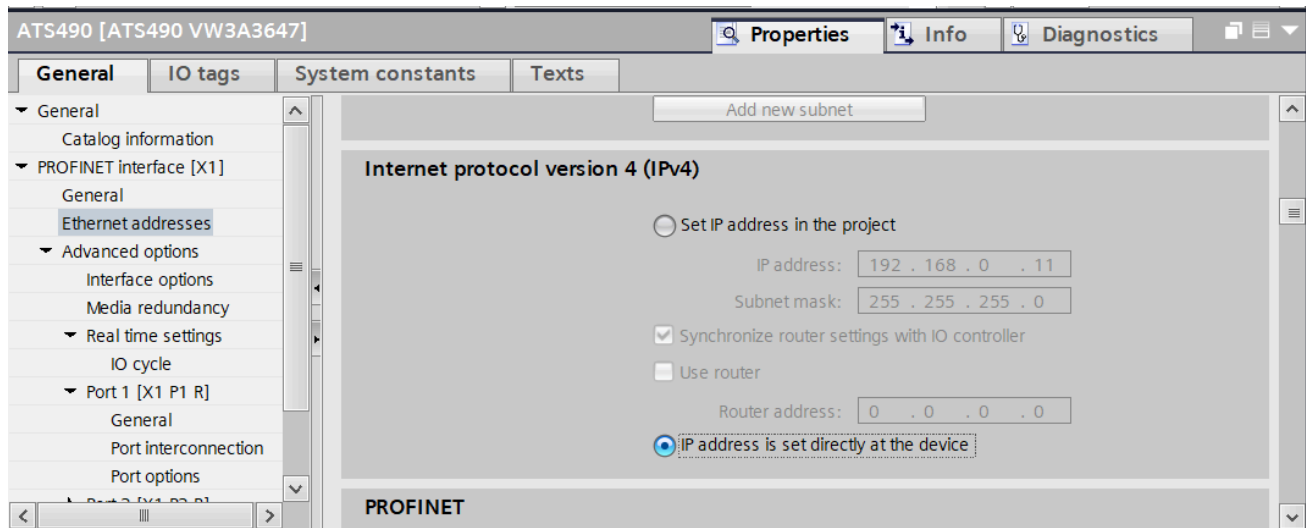 ATS490 [ATS490 VW3A3647]
Properties
Info
Diagnostics
General
IO tags
System constants
Texts
General
Catalog information
PROFINET interface [X1]
General
Ethernet addresses
Advanced options
Interface options
Media redundancy
Real time settings
IO cycle
Port 1 [X1 P1 R]
General
Port interconnection
Port options
Port 2 [X1 P2 R]
Add new subnet
Internet protocol version 4 (IPv4)
Set IP address in the project
IP address: 192 . 168 . 0 . 11
Subnet mask: 255 . 255 . 255 . 0
Synchronize router settings with IO controller
Use router
Router address: 0 . 0 . 0 . 0
IP address is set directly at the device
PROFINET